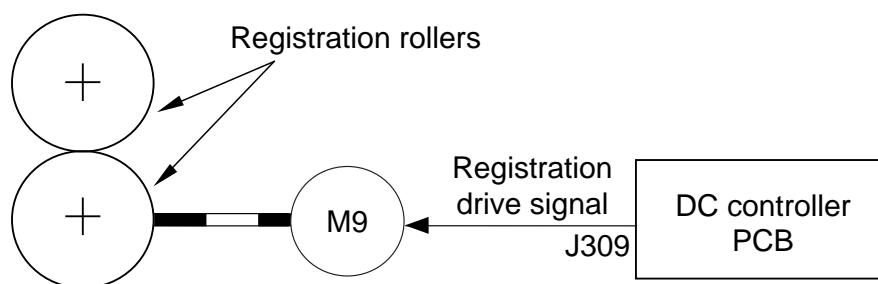 Registration rollers
Registration
drive signal
M9
J309
DC controller
PCB